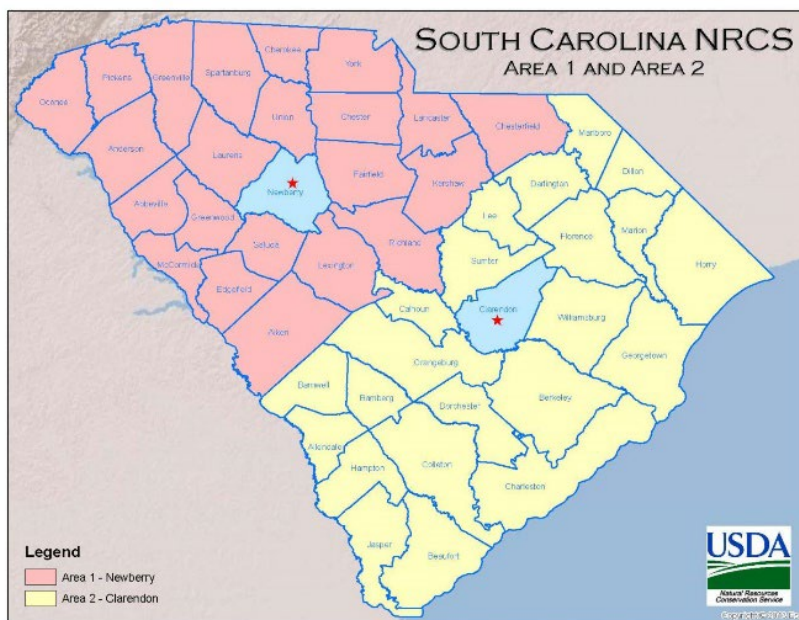 SOUTH CAROLINA NRCS
AREA 1 AND AREA 2
Cherokee
York
Spartanburg
Greenville
Pickens
Oconee
Union
Chester
Lancaster
Chesterfield
Marlboro
Anderson
Laurens
Fairfield
Kershaw
Darlington
Dillon
Newberry
Abbeville
Greenwood
Lee
Florence
Marion
Horry
Saluda
Richland
Sumter
McCormick
Lexington
Edgefield
Calhoun
Clarendon
Williamsburg
Aiken
Georgetown
Orangeburg
Barnwell
Bamberg
Dorchester
Berkeley
Allendale
Hampton
Colleton
Charleston
Jasper
Beaufort
Legend
Area 1 - Newberry
Area 2 - Clarendon
USDA
Natural Resources
Conservation Service